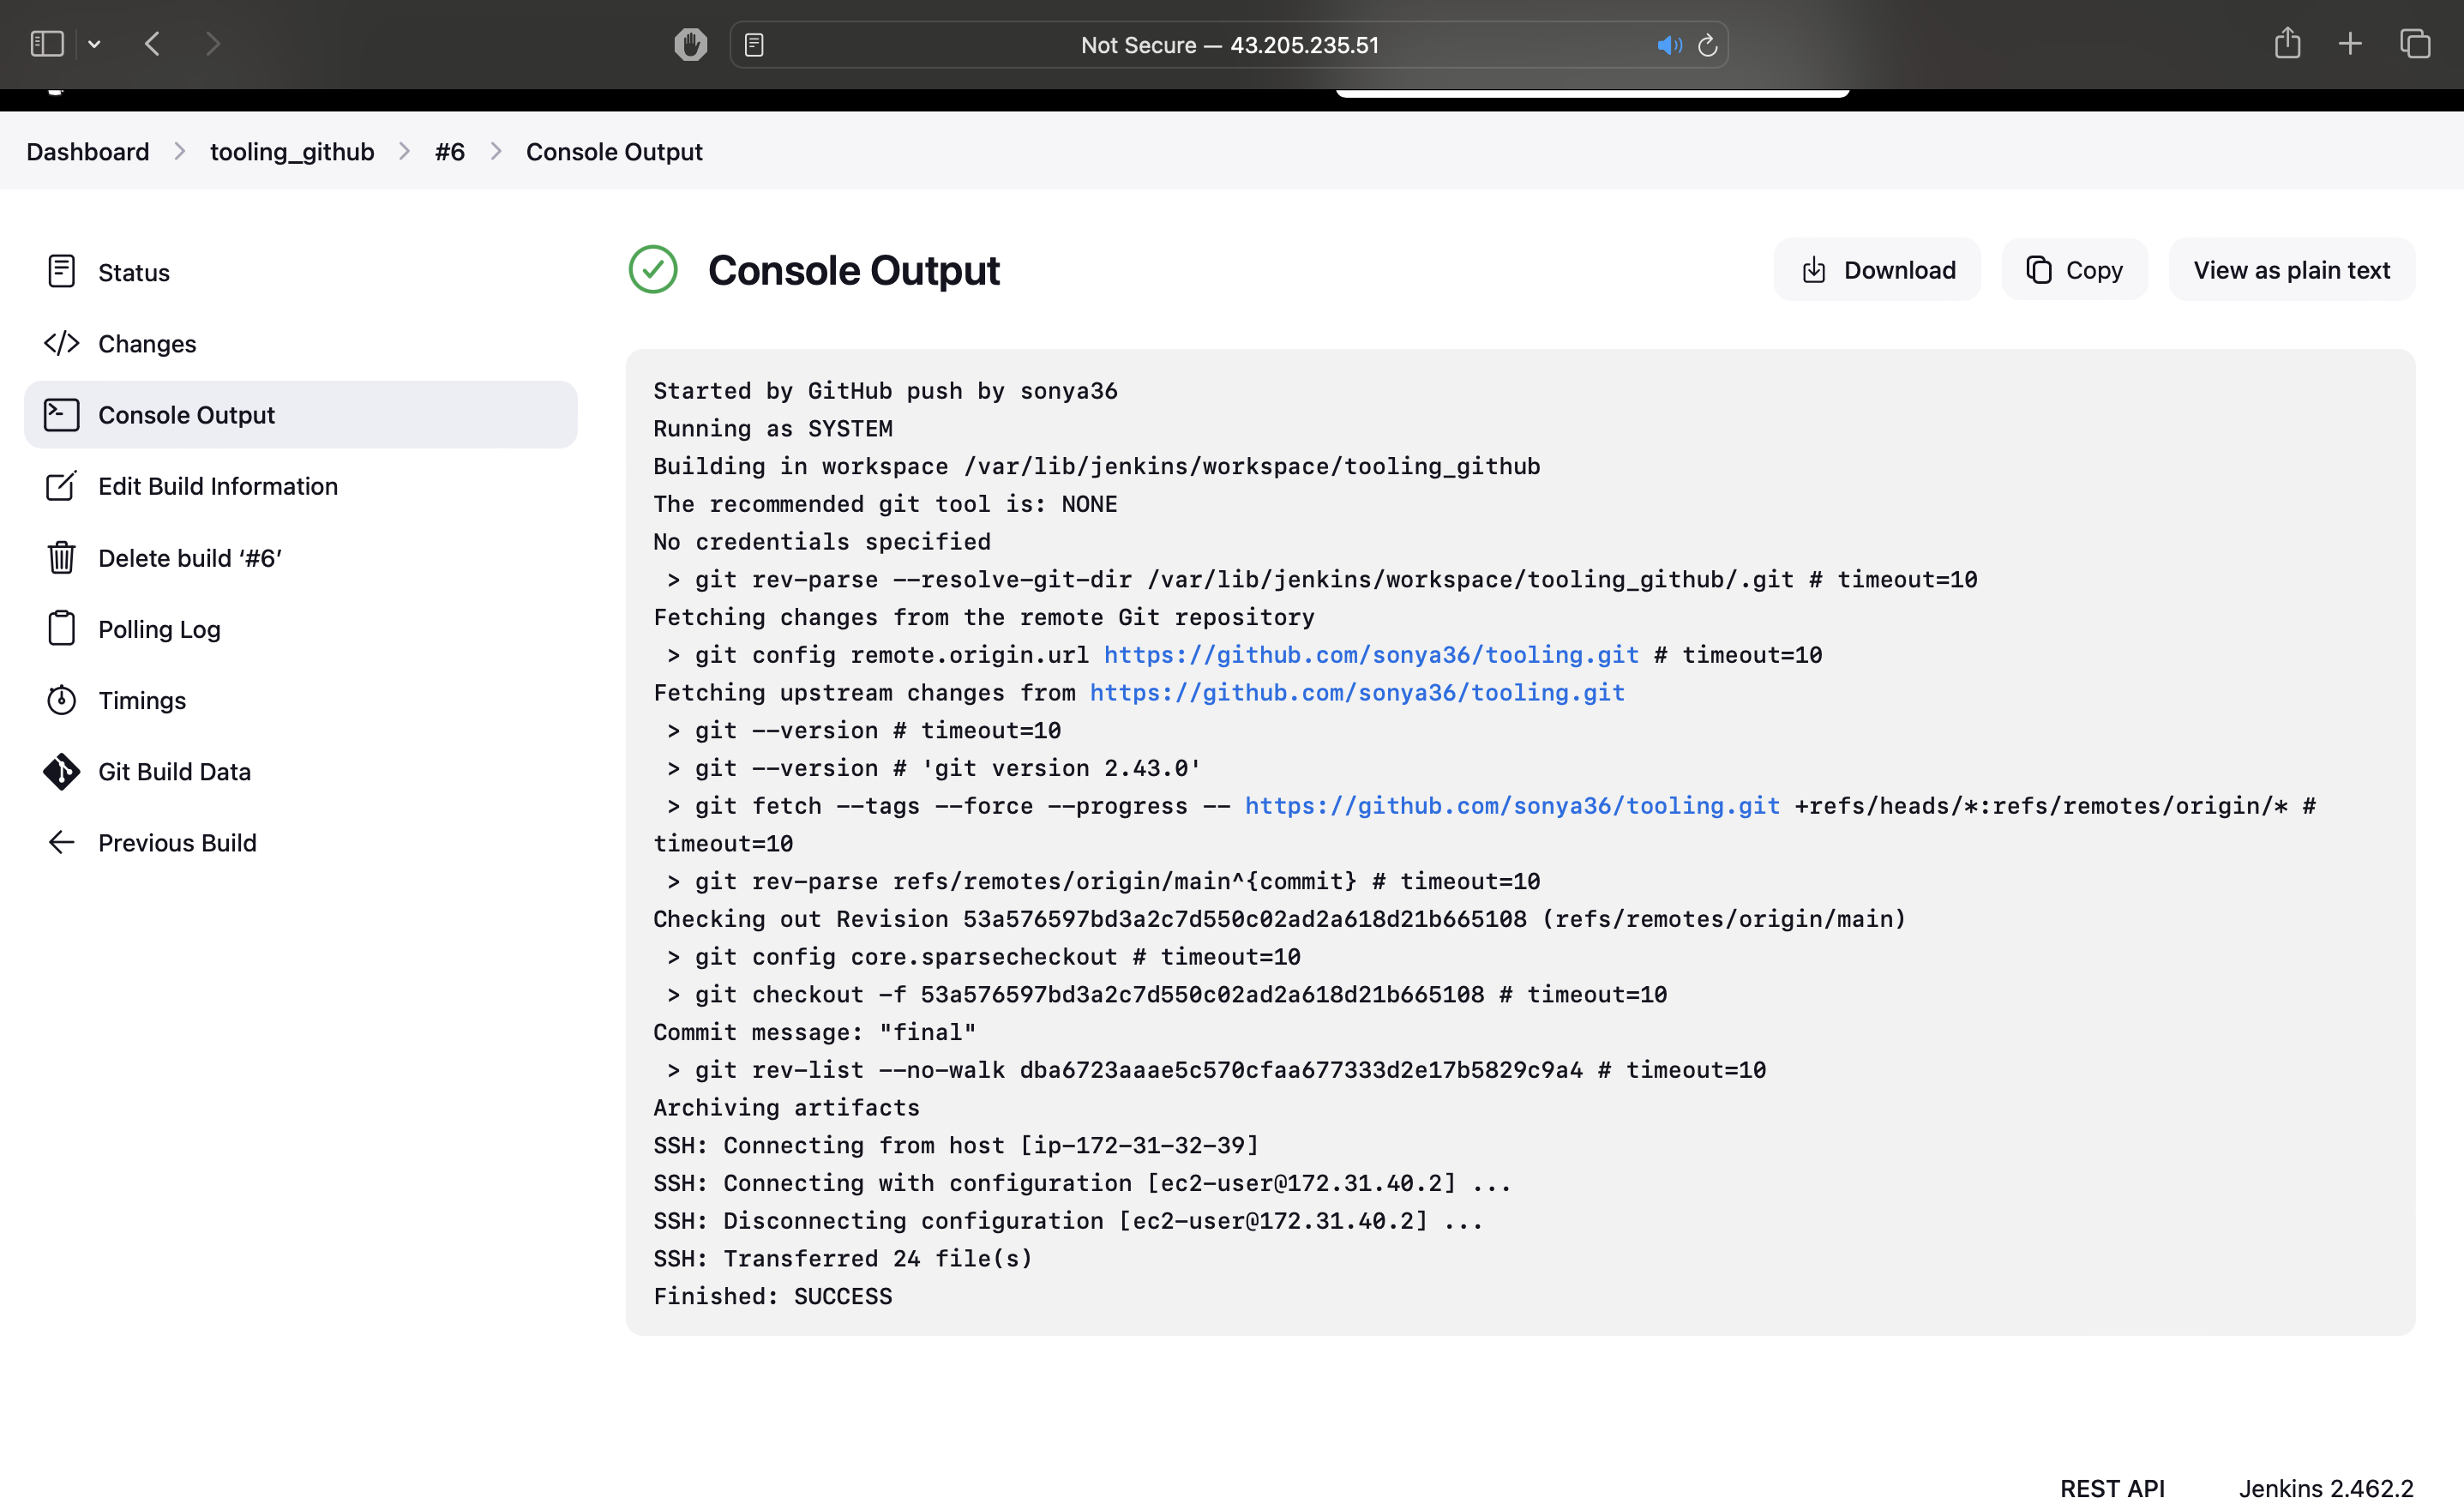 Not Secure — 43.205.235.51
Dashboard
tooling_github
#6
Console Output
Status
Changes
Console Output
Edit Build Information
Delete build ‘#6’
Polling Log
Timings
Git Build Data
Previous Build
Console Output
Download
Copy
View as plain text
Started by GitHub push by sonya36
Running as SYSTEM
Building in workspace /var/lib/jenkins/workspace/tooling_github
The recommended git tool is: NONE
No credentials specified
> git rev-parse --resolve-git-dir /var/lib/jenkins/workspace/tooling_github/.git # timeout=10
Fetching changes from the remote Git repository
> git config remote.origin.url https://github.com/sonya36/tooling.git # timeout=10
Fetching upstream changes from https://github.com/sonya36/tooling.git
> git --version # timeout=10
> git --version # 'git version 2.43.0'
> git fetch --tags --force --progress -- https://github.com/sonya36/tooling.git +refs/heads/*:refs/remotes/origin/* #
timeout=10
> git rev-parse refs/remotes/origin/main^{commit} # timeout=10
Checking out Revision 53a576597bd3a2c7d550c02ad2a618d21b665108 (refs/remotes/origin/main)
> git config core.sparsecheckout # timeout=10
> git checkout -f 53a576597bd3a2c7d550c02ad2a618d21b665108 # timeout=10
Commit message: "final"
> git rev-list --no-walk dba6723aaae5c570cfaa677333d2e17b5829c9a4 # timeout=10
Archiving artifacts
SSH: Connecting from host [ip-172-31-32-39]
SSH: Connecting with configuration [ec2-user@172.31.40.2] ...
SSH: Disconnecting configuration [ec2-user@172.31.40.2] ...
SSH: Transferred 24 file(s)
Finished: SUCCESS
REST API
Jenkins 2.462.2